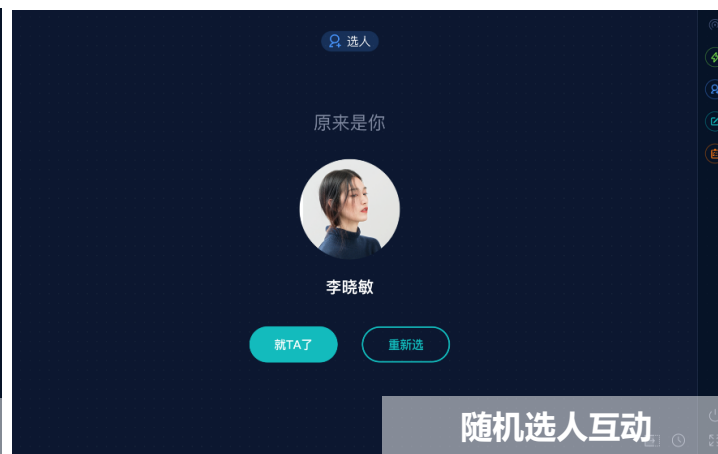 选人
原来是你
李晓敏
就TA了
重新选
随机选人互动